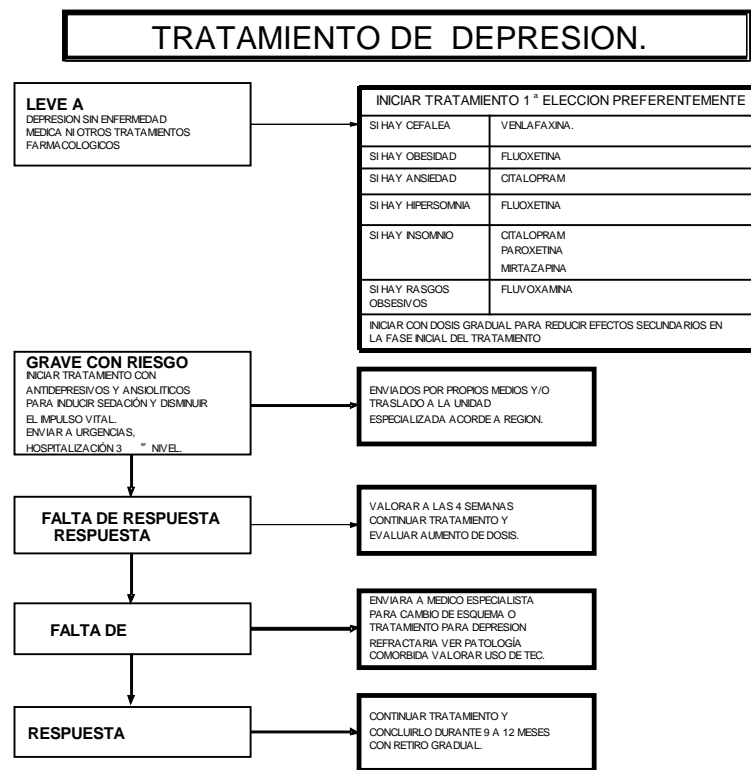 TRATAMIENTO DE DEPRESION.
LEVE A
DEPRESION SIN ENFERMEDAD
MEDICA NI OTROS TRATAMIENTOS
FARMACOLOGICOS
INICIAR TRATAMIENTO 1 ª ELECCION PREFERENTEMENTE
SI HAY CEFALEA VENLAFAXINA.
SI HAY OBESIDAD FLUOXETINA
SI HAY ANSIEDAD CITALOPRAM
SI HAY HIPERSOMNIA FLUOXETINA
SI HAY INSOMNIO CITALOPRAM
PAROXETINA
MIRTAZAPINA
SI HAY RASGOS FLUVOXAMINA
OBSESIVOS
INICIAR CON DOSIS GRADUAL PARA REDUCIR EFECTOS SECUNDARIOS EN
LA FASE INICIAL DEL TRATAMIENTO
GRAVE CON RIESGO
INICIAR TRATAMIENTO CON
ANTIDEPRESIVOS Y ANSIOLITICOS
PARA INDUCIR SEDACIÓN Y DISMINUIR
EL IMPULSO VITAL.
ENVIAR A URGENCIAS,
HOSPITALIZACIÓN 3 er NIVEL.
ENVIADOS POR PROPIOS MEDIOS Y/O
TRASLADO A LA UNIDAD
ESPECIALIZADA ACORDE A REGION.
FALTA DE RESPUESTA
RESPUESTA
VALORAR A LAS 4 SEMANAS
CONTINUAR TRATAMIENTO Y
EVALUAR AUMENTO DE DOSIS.
FALTA DE
ENVIARA A MEDICO ESPECIALISTA
PARA CAMBIO DE ESQUEMA O
TRATAMIENTO PARA DEPRESION
REFRACTARIA VER PATOLOGÍA
COMORBIDA VALORAR USO DE TEC.
RESPUESTA
CONTINUAR TRATAMIENTO Y
CONCLUIRLO DURANTE 9 A 12 MESES
CON RETIRO GRADUAL.